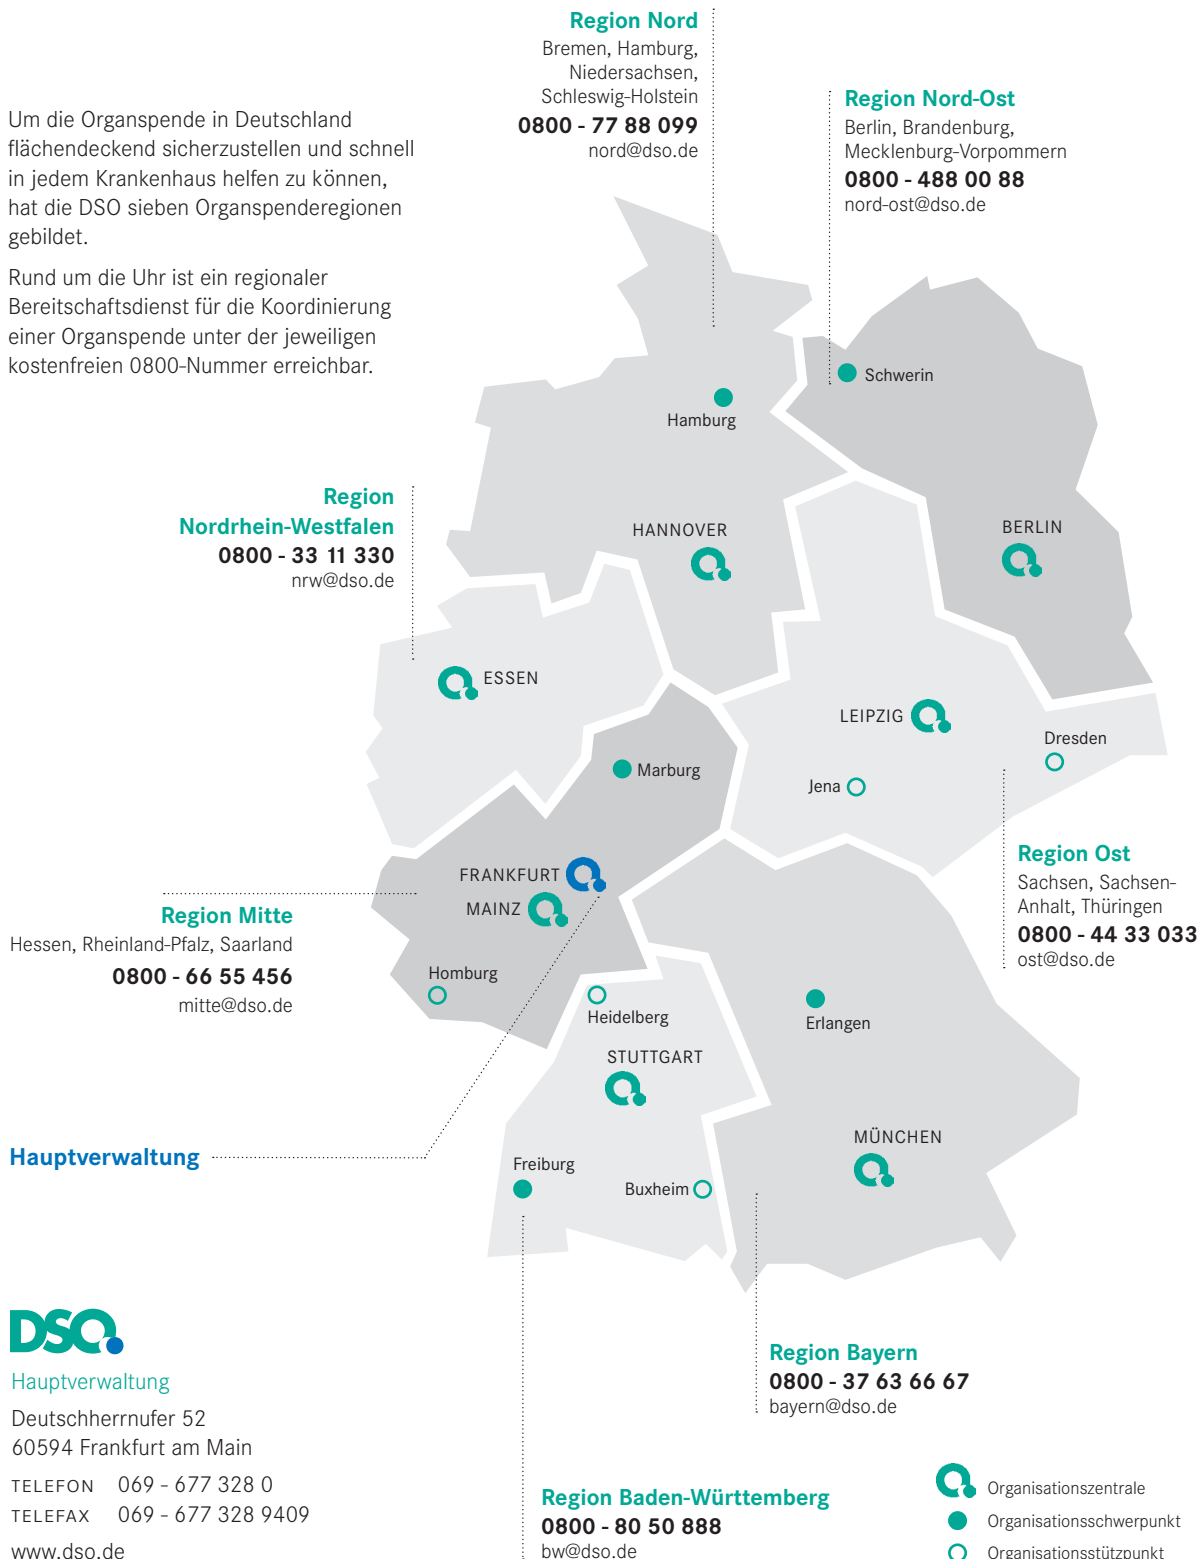 Region Nord
Bremen, Hamburg,
Niedersachsen,
Schleswig-Holstein
0800 - 77 88 099
nord@dso.de
Region Nord-Ost
Berlin, Brandenburg,
Mecklenburg-Vorpommern
0800 - 488 00 88
nord-ost@dso.de
Um die Organspende in Deutschland
flächendeckend sicherzustellen und schnell
in jedem Krankenhaus helfen zu können,
hat die DSO sieben Organspenderegionen
gebildet.
Rund um die Uhr ist ein regionaler
Bereitschaftsdienst für die Koordinierung
einer Organspende unter der jeweiligen
kostenfreien 0800-Nummer erreichbar.
Schwerin
Hamburg
Region
Nordrhein-Westfalen
0800 - 33 11 330
nrw@dso.de
HANNOVER
BERLIN
ESSEN
LEIPZIG
Dresden
Marburg
Jena
Region Ost
Sachsen, Sachsen-
Anhalt, Thüringen
0800 - 44 33 033
ost@dso.de
FRANKFURT
MAINZ
Region Mitte
Hessen, Rheinland-Pfalz, Saarland
0800 - 66 55 456
mitte@dso.de
Homburg
Heidelberg
Erlangen
STUTTGART
MÜNCHEN
Hauptverwaltung
Freiburg
Buxheim
DSO
Hauptverwaltung
Deutschherrnufer 52
60594 Frankfurt am Main
TELEFON 069 - 677 328 0
TELEFAX 069 - 677 328 9409
www.dso.de
Region Bayern
0800 - 37 63 66 67
bayern@dso.de
Region Baden-Württemberg
0800 - 80 50 888
bw@dso.de
Organisationszentrale
Organisationsschwerpunkt
Organisationsstützpunkt